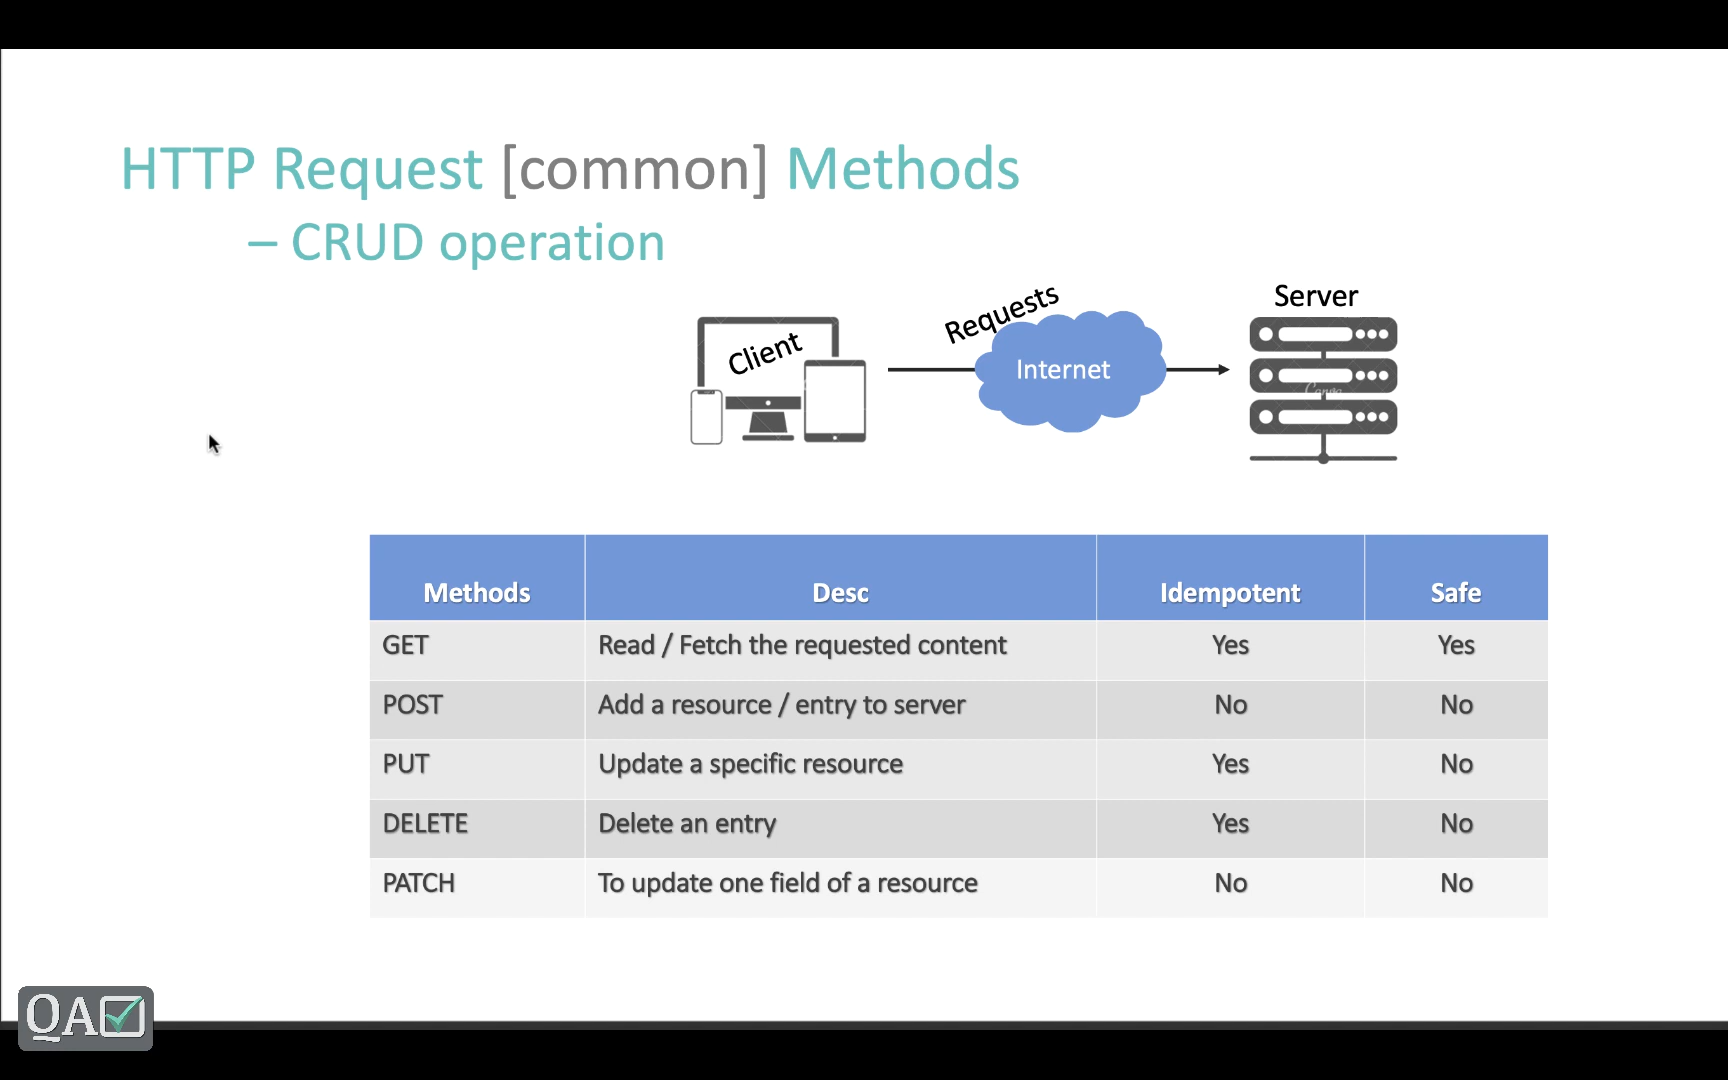 HTTP Request [common] Methods
– CRUD operation
Client
Requests
Internet
Server
Canva
Methods Desc Idempotent Safe
GET Read / Fetch the requested content Yes Yes
POST Add a resource / entry to server No No
PUT Update a specific resource Yes No
DELETE Delete an entry Yes No
PATCH To update one field of a resource No No
QA